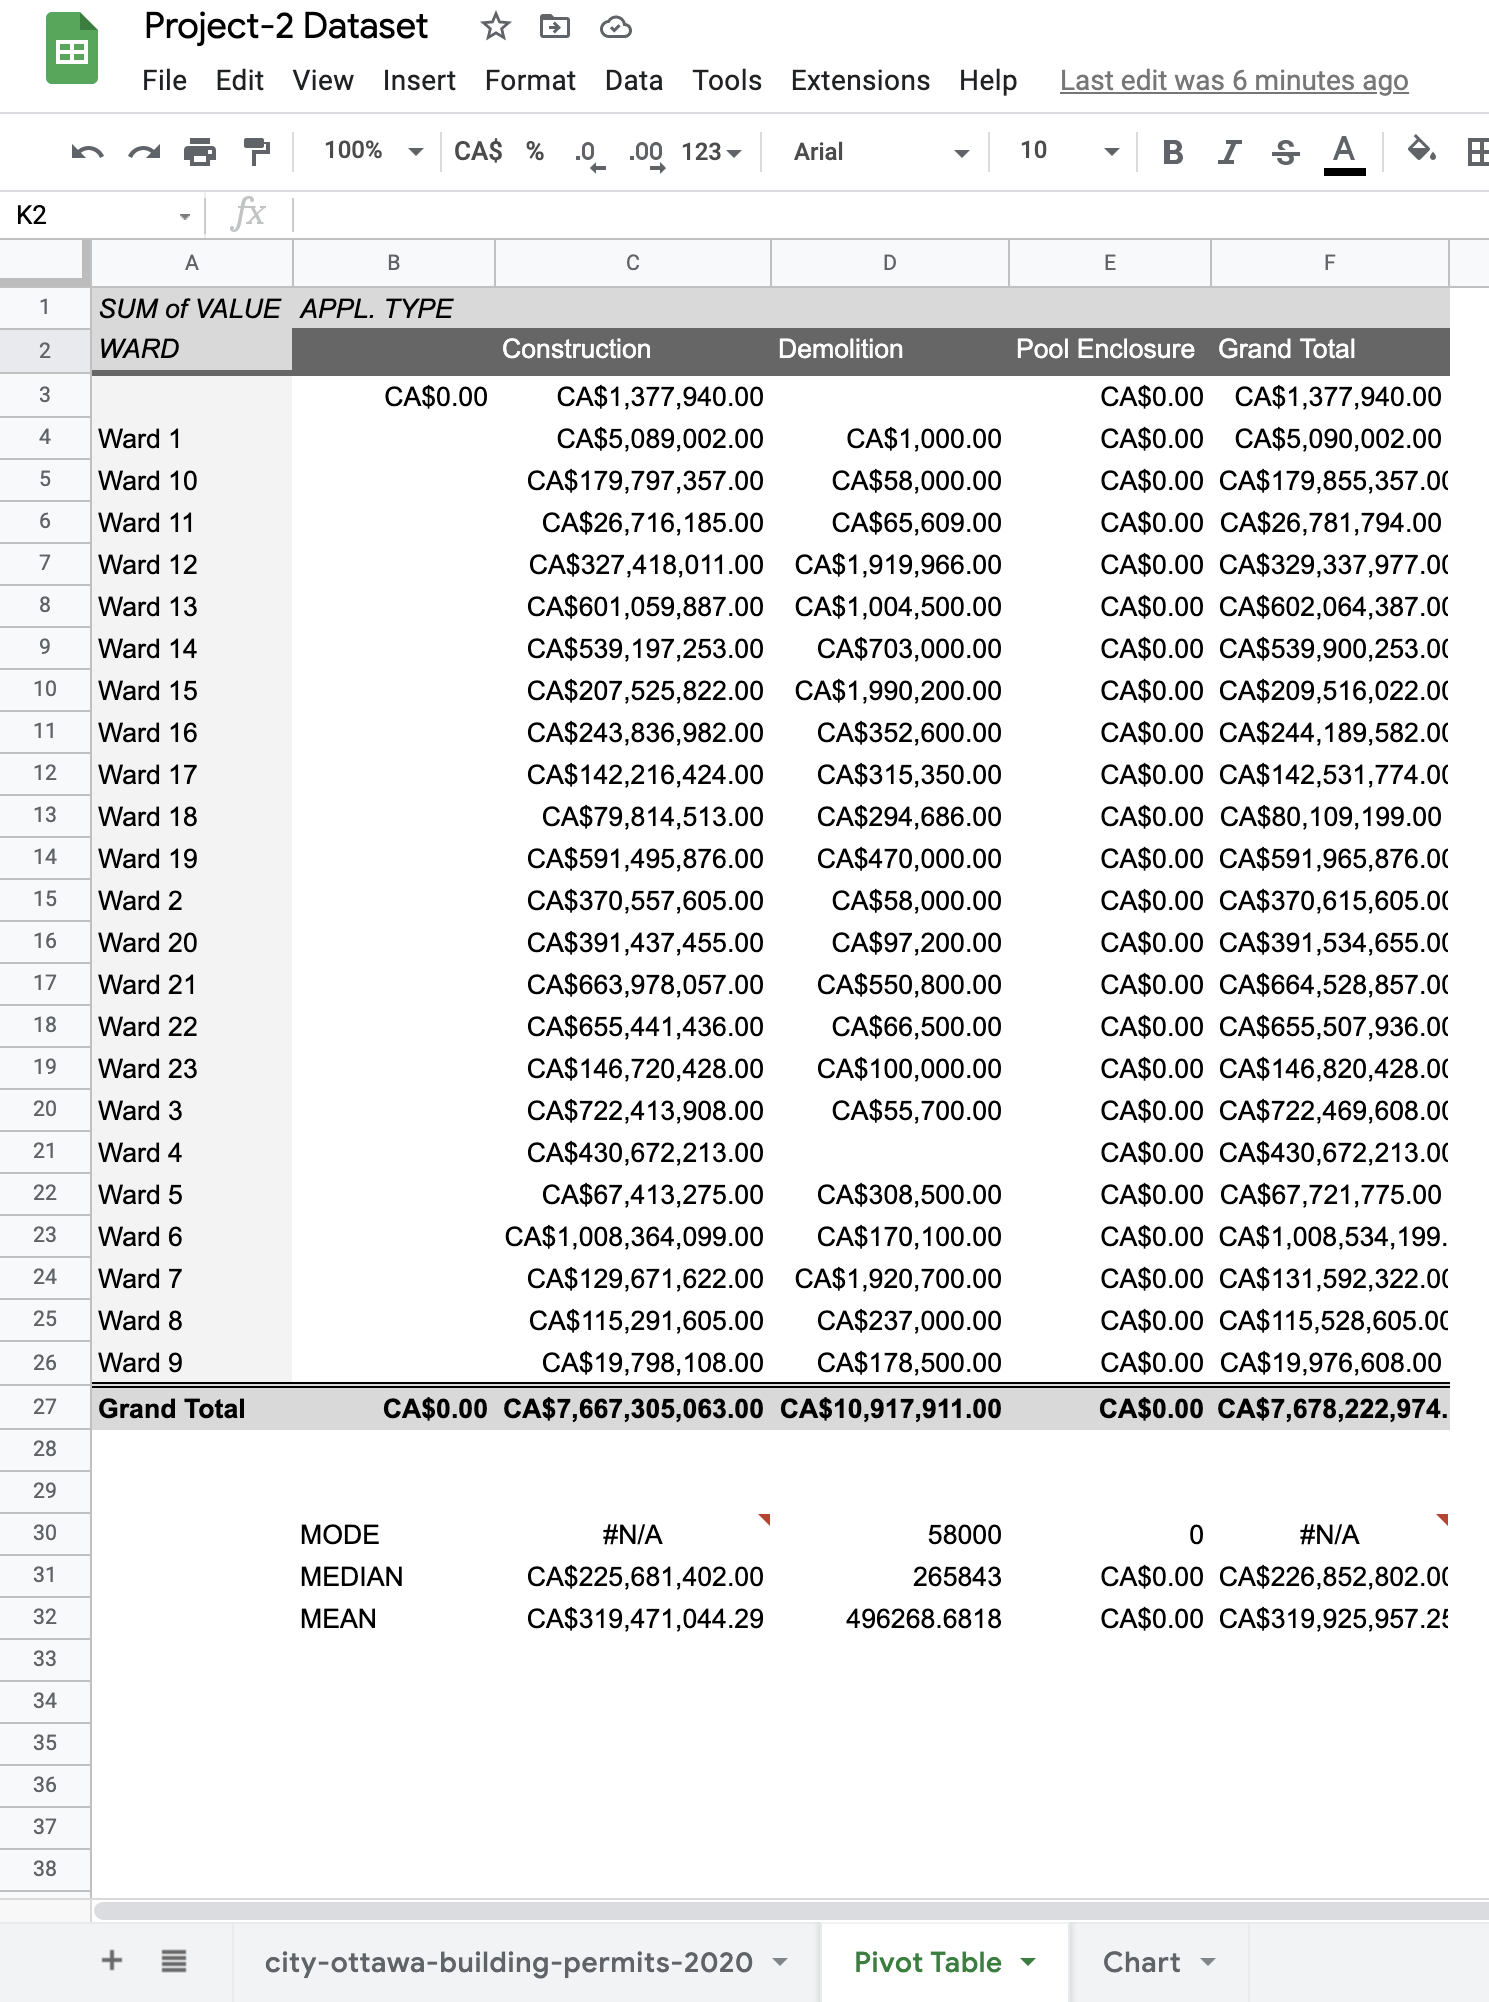 Project-2 Dataset
File Edit View Insert Format Data Tools Extensions Help Last edit was 6 minutes ago
100% CA$ % .0 .00 123 Arial 10 B I S A
K2 fx
A B C D E F
1 SUM of VALUE APPL. TYPE
2 WARD Construction Demolition Pool Enclosure Grand Total
3 CA$0.00 CA$1,377,940.00 CA$0.00 CA$1,377,940.00
4 Ward 1 CA$5,089,002.00 CA$1,000.00 CA$0.00 CA$5,090,002.00
5 Ward 10 CA$179,797,357.00 CA$58,000.00 CA$0.00 CA$179,855,357.00
6 Ward 11 CA$26,716,185.00 CA$65,609.00 CA$0.00 CA$26,781,794.00
7 Ward 12 CA$327,418,011.00 CA$1,919,966.00 CA$0.00 CA$329,337,977.00
8 Ward 13 CA$601,059,887.00 CA$1,004,500.00 CA$0.00 CA$602,064,387.00
9 Ward 14 CA$539,197,253.00 CA$703,000.00 CA$0.00 CA$539,900,253.00
10 Ward 15 CA$207,525,822.00 CA$1,990,200.00 CA$0.00 CA$209,516,022.00
11 Ward 16 CA$243,836,982.00 CA$352,600.00 CA$0.00 CA$244,189,582.00
12 Ward 17 CA$142,216,424.00 CA$315,350.00 CA$0.00 CA$142,531,774.00
13 Ward 18 CA$79,814,513.00 CA$294,686.00 CA$0.00 CA$80,109,199.00
14 Ward 19 CA$591,495,876.00 CA$470,000.00 CA$0.00 CA$591,965,876.00
15 Ward 2 CA$370,557,605.00 CA$58,000.00 CA$0.00 CA$370,615,605.00
16 Ward 20 CA$391,437,455.00 CA$97,200.00 CA$0.00 CA$391,534,655.00
17 Ward 21 CA$663,978,057.00 CA$550,800.00 CA$0.00 CA$664,528,857.00
18 Ward 22 CA$655,441,436.00 CA$66,500.00 CA$0.00 CA$655,507,936.00
19 Ward 23 CA$146,720,428.00 CA$100,000.00 CA$0.00 CA$146,820,428.00
20 Ward 3 CA$722,413,908.00 CA$55,700.00 CA$0.00 CA$722,469,608.00
21 Ward 4 CA$430,672,213.00 CA$0.00 CA$430,672,213.00
22 Ward 5 CA$67,413,275.00 CA$308,500.00 CA$0.00 CA$67,721,775.00
23 Ward 6 CA$1,008,364,099.00 CA$170,100.00 CA$0.00 CA$1,008,534,199.
24 Ward 7 CA$129,671,622.00 CA$1,920,700.00 CA$0.00 CA$131,592,322.00
25 Ward 8 CA$115,291,605.00 CA$237,000.00 CA$0.00 CA$115,528,605.00
26 Ward 9 CA$19,798,108.00 CA$178,500.00 CA$0.00 CA$19,976,608.00
27 Grand Total CA$0.00 CA$7,667,305,063.00 CA$10,917,911.00 CA$0.00 CA$7,678,222,974.
28
29
30 MODE #N/A 58000 0 #N/A
31 MEDIAN CA$225,681,402.00 265843 CA$0.00 CA$226,852,802.00
32 MEAN CA$319,471,044.29 496268.6818 CA$0.00 CA$319,925,957.25
33
34
35
36
37
38
+ city-ottawa-building-permits-2020 Pivot Table Chart